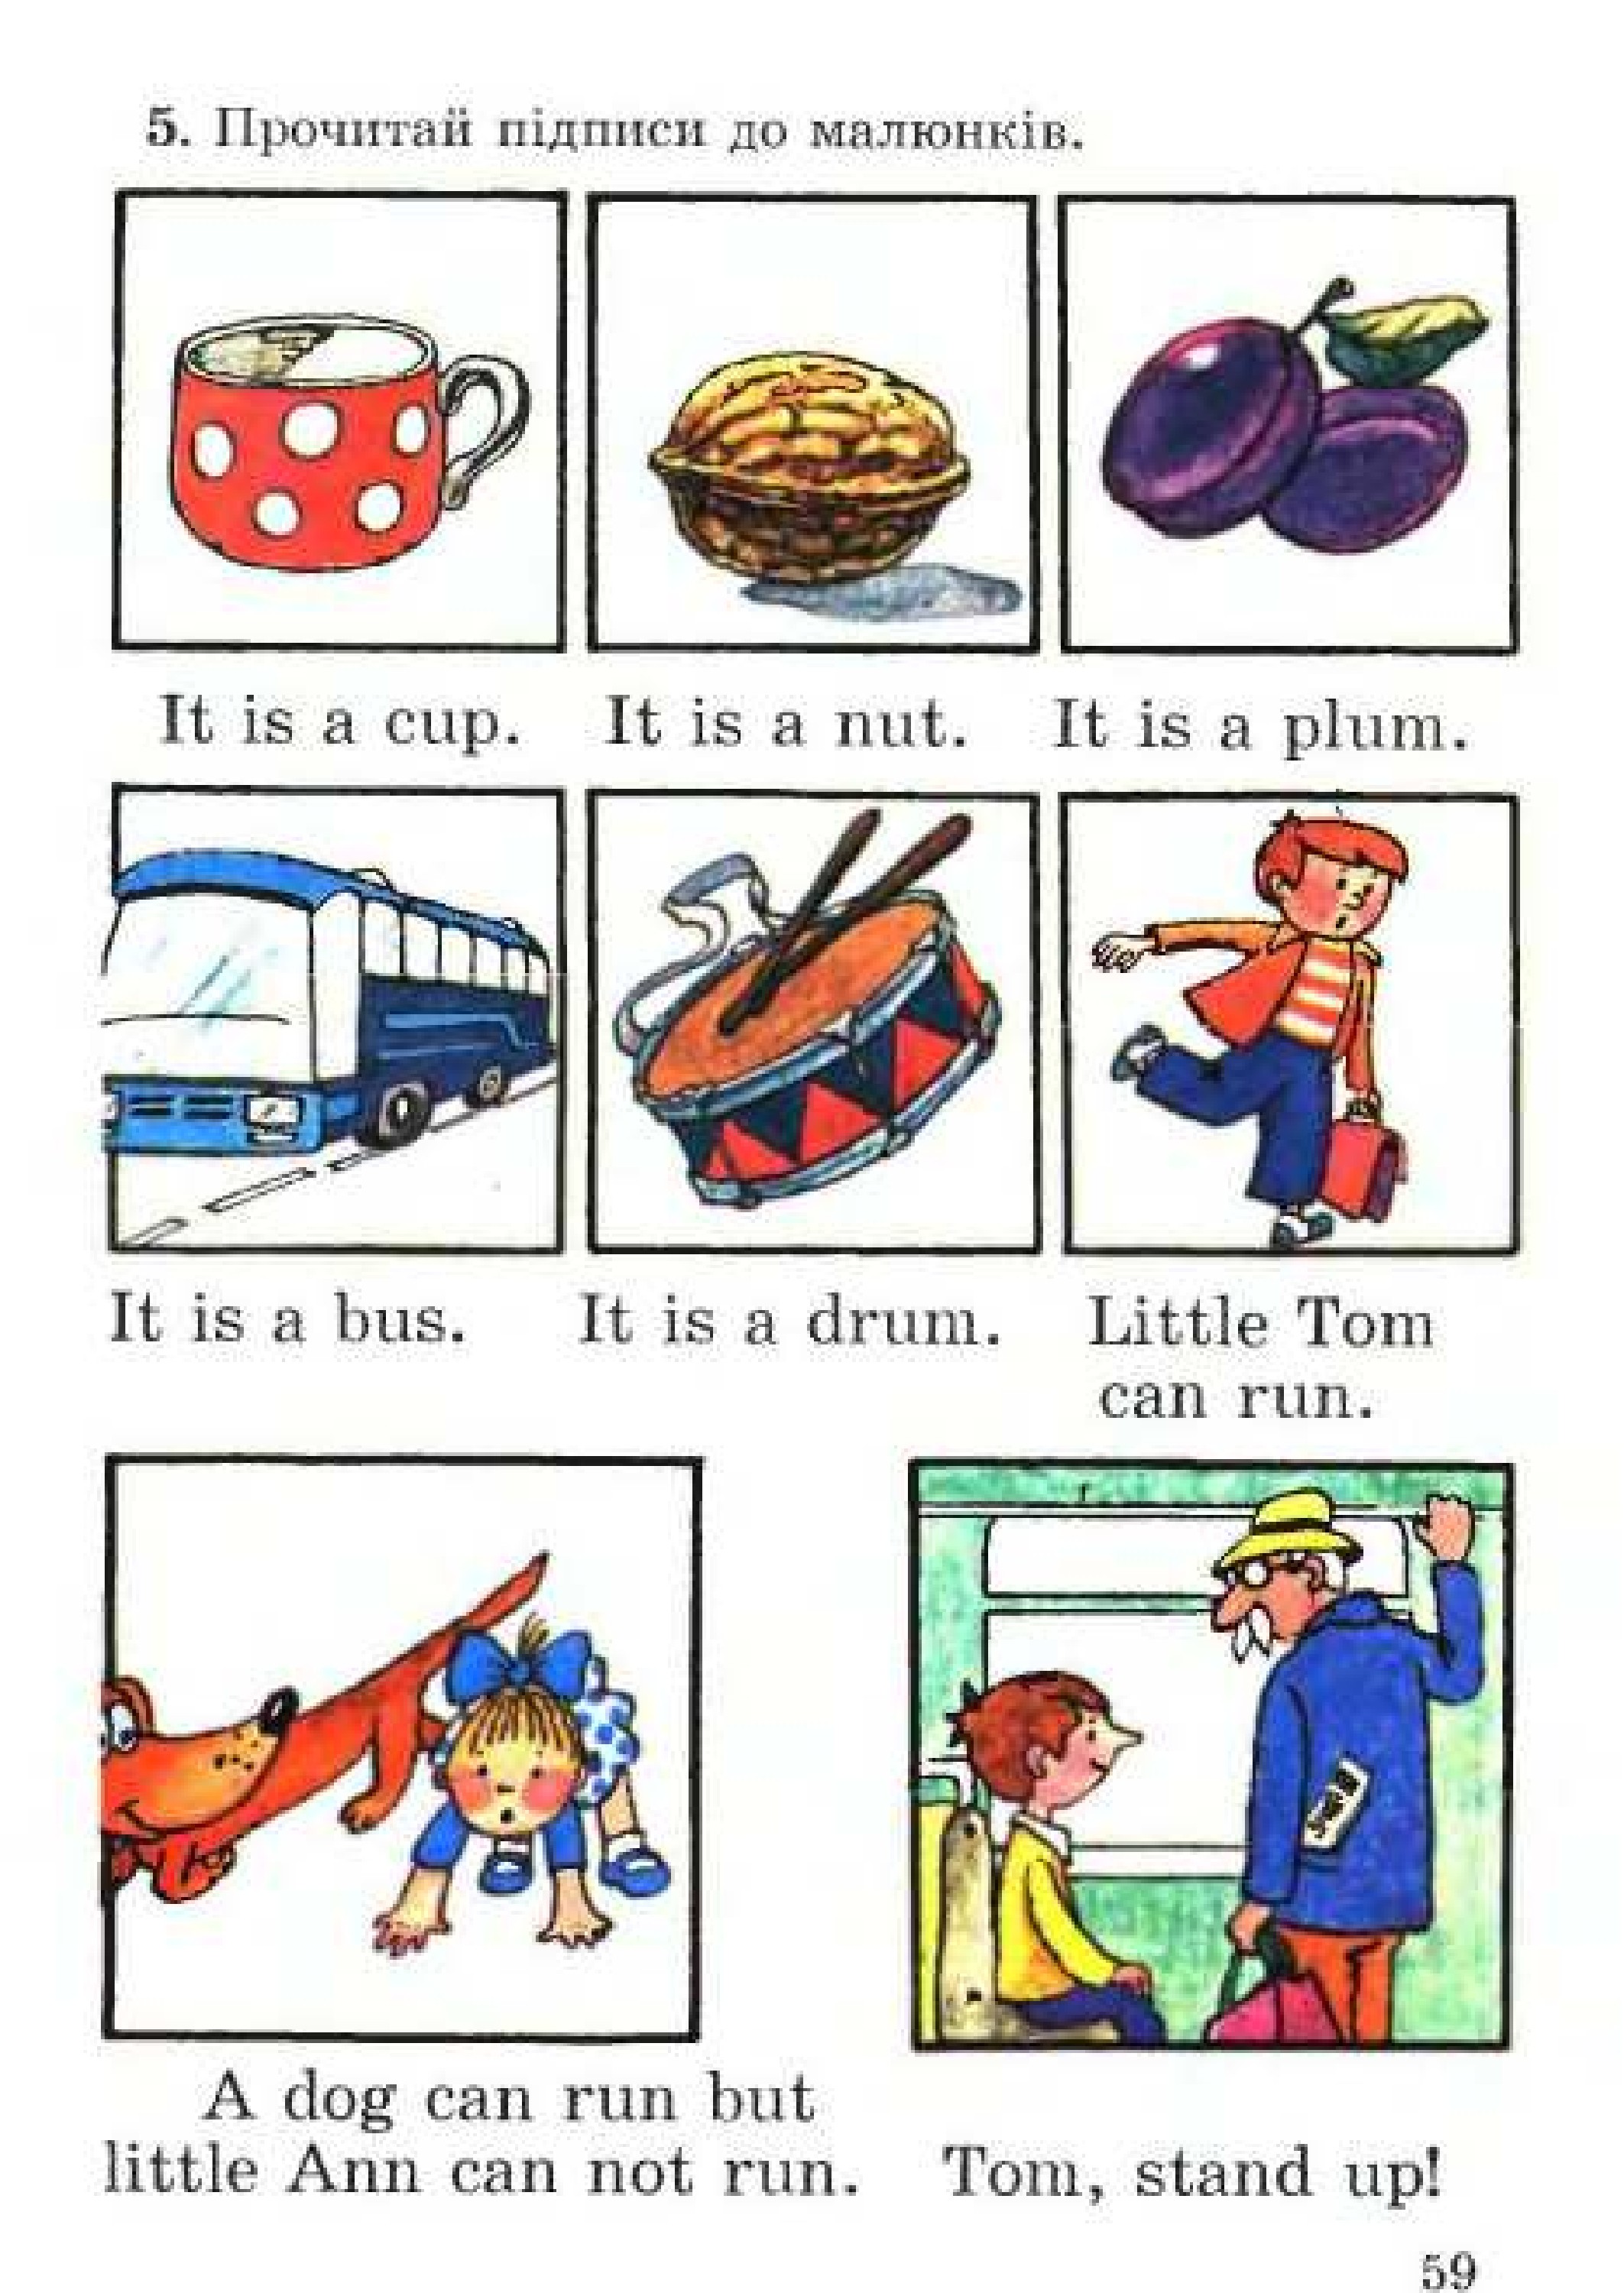 5. Прочитай підписи до малюнків.
It is a cup. It is a nut. It is a plum.
It is a bus. It is a drum. Little Tom
can run.
A dog can run but
little Ann can not run. Tom, stand up!
59